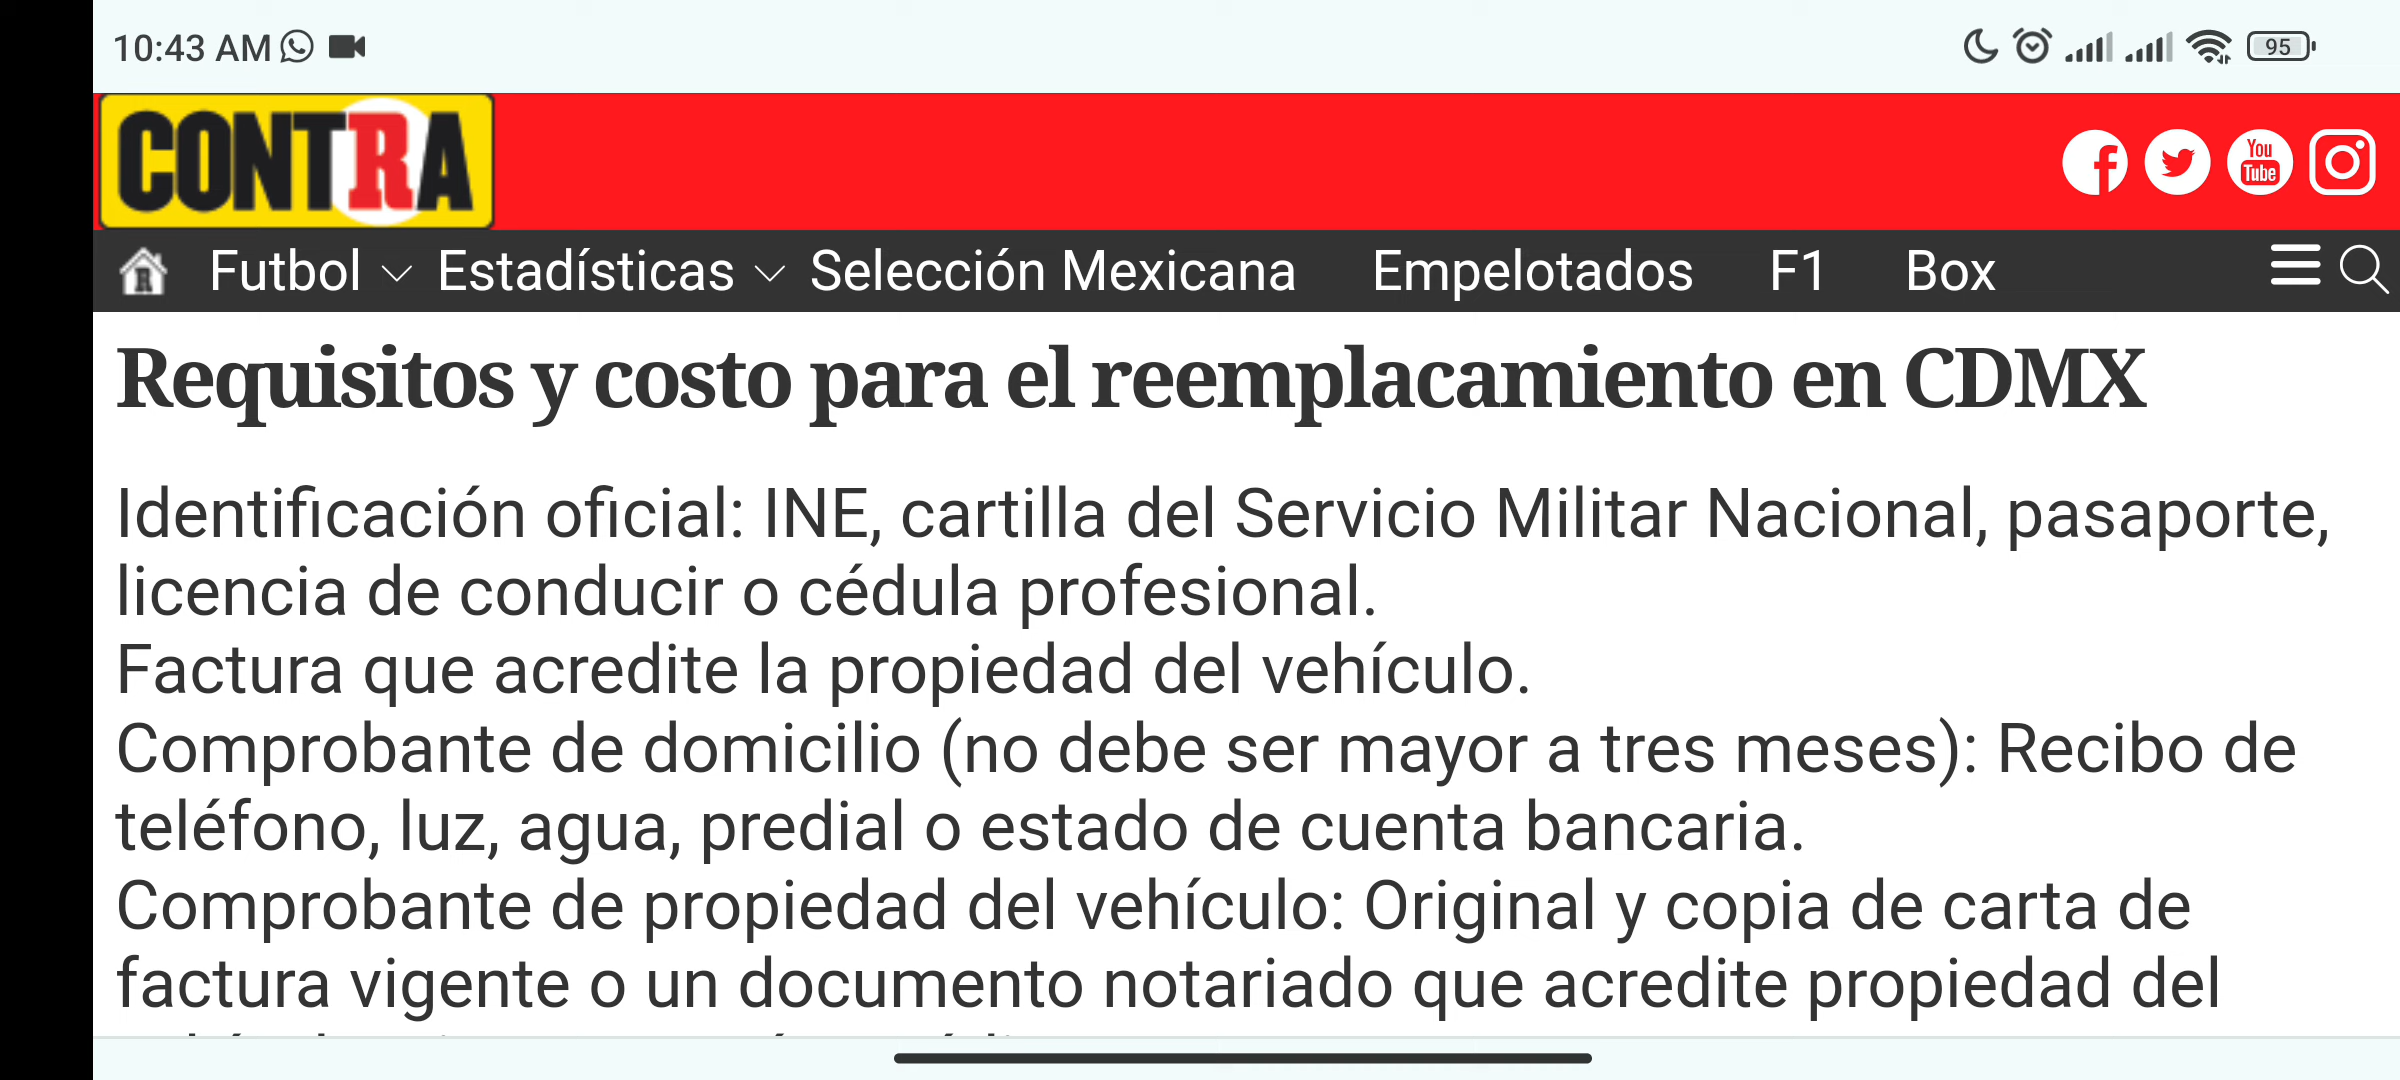 10:43 AM
95
CONTRA
You
Tube
Futbol Estadísticas Selección Mexicana Empelotados F1 Box
Requisitos y costo para el reemplacamiento en CDMX
Identificación oficial: INE, cartilla del Servicio Militar Nacional, pasaporte,
licencia de conducir o cédula profesional.
Factura que acredite la propiedad del vehículo.
Comprobante de domicilio (no debe ser mayor a tres meses): Recibo de
teléfono, luz, agua, predial o estado de cuenta bancaria.
Comprobante de propiedad del vehículo: Original y copia de carta de
factura vigente o un documento notariado que acredite propiedad del